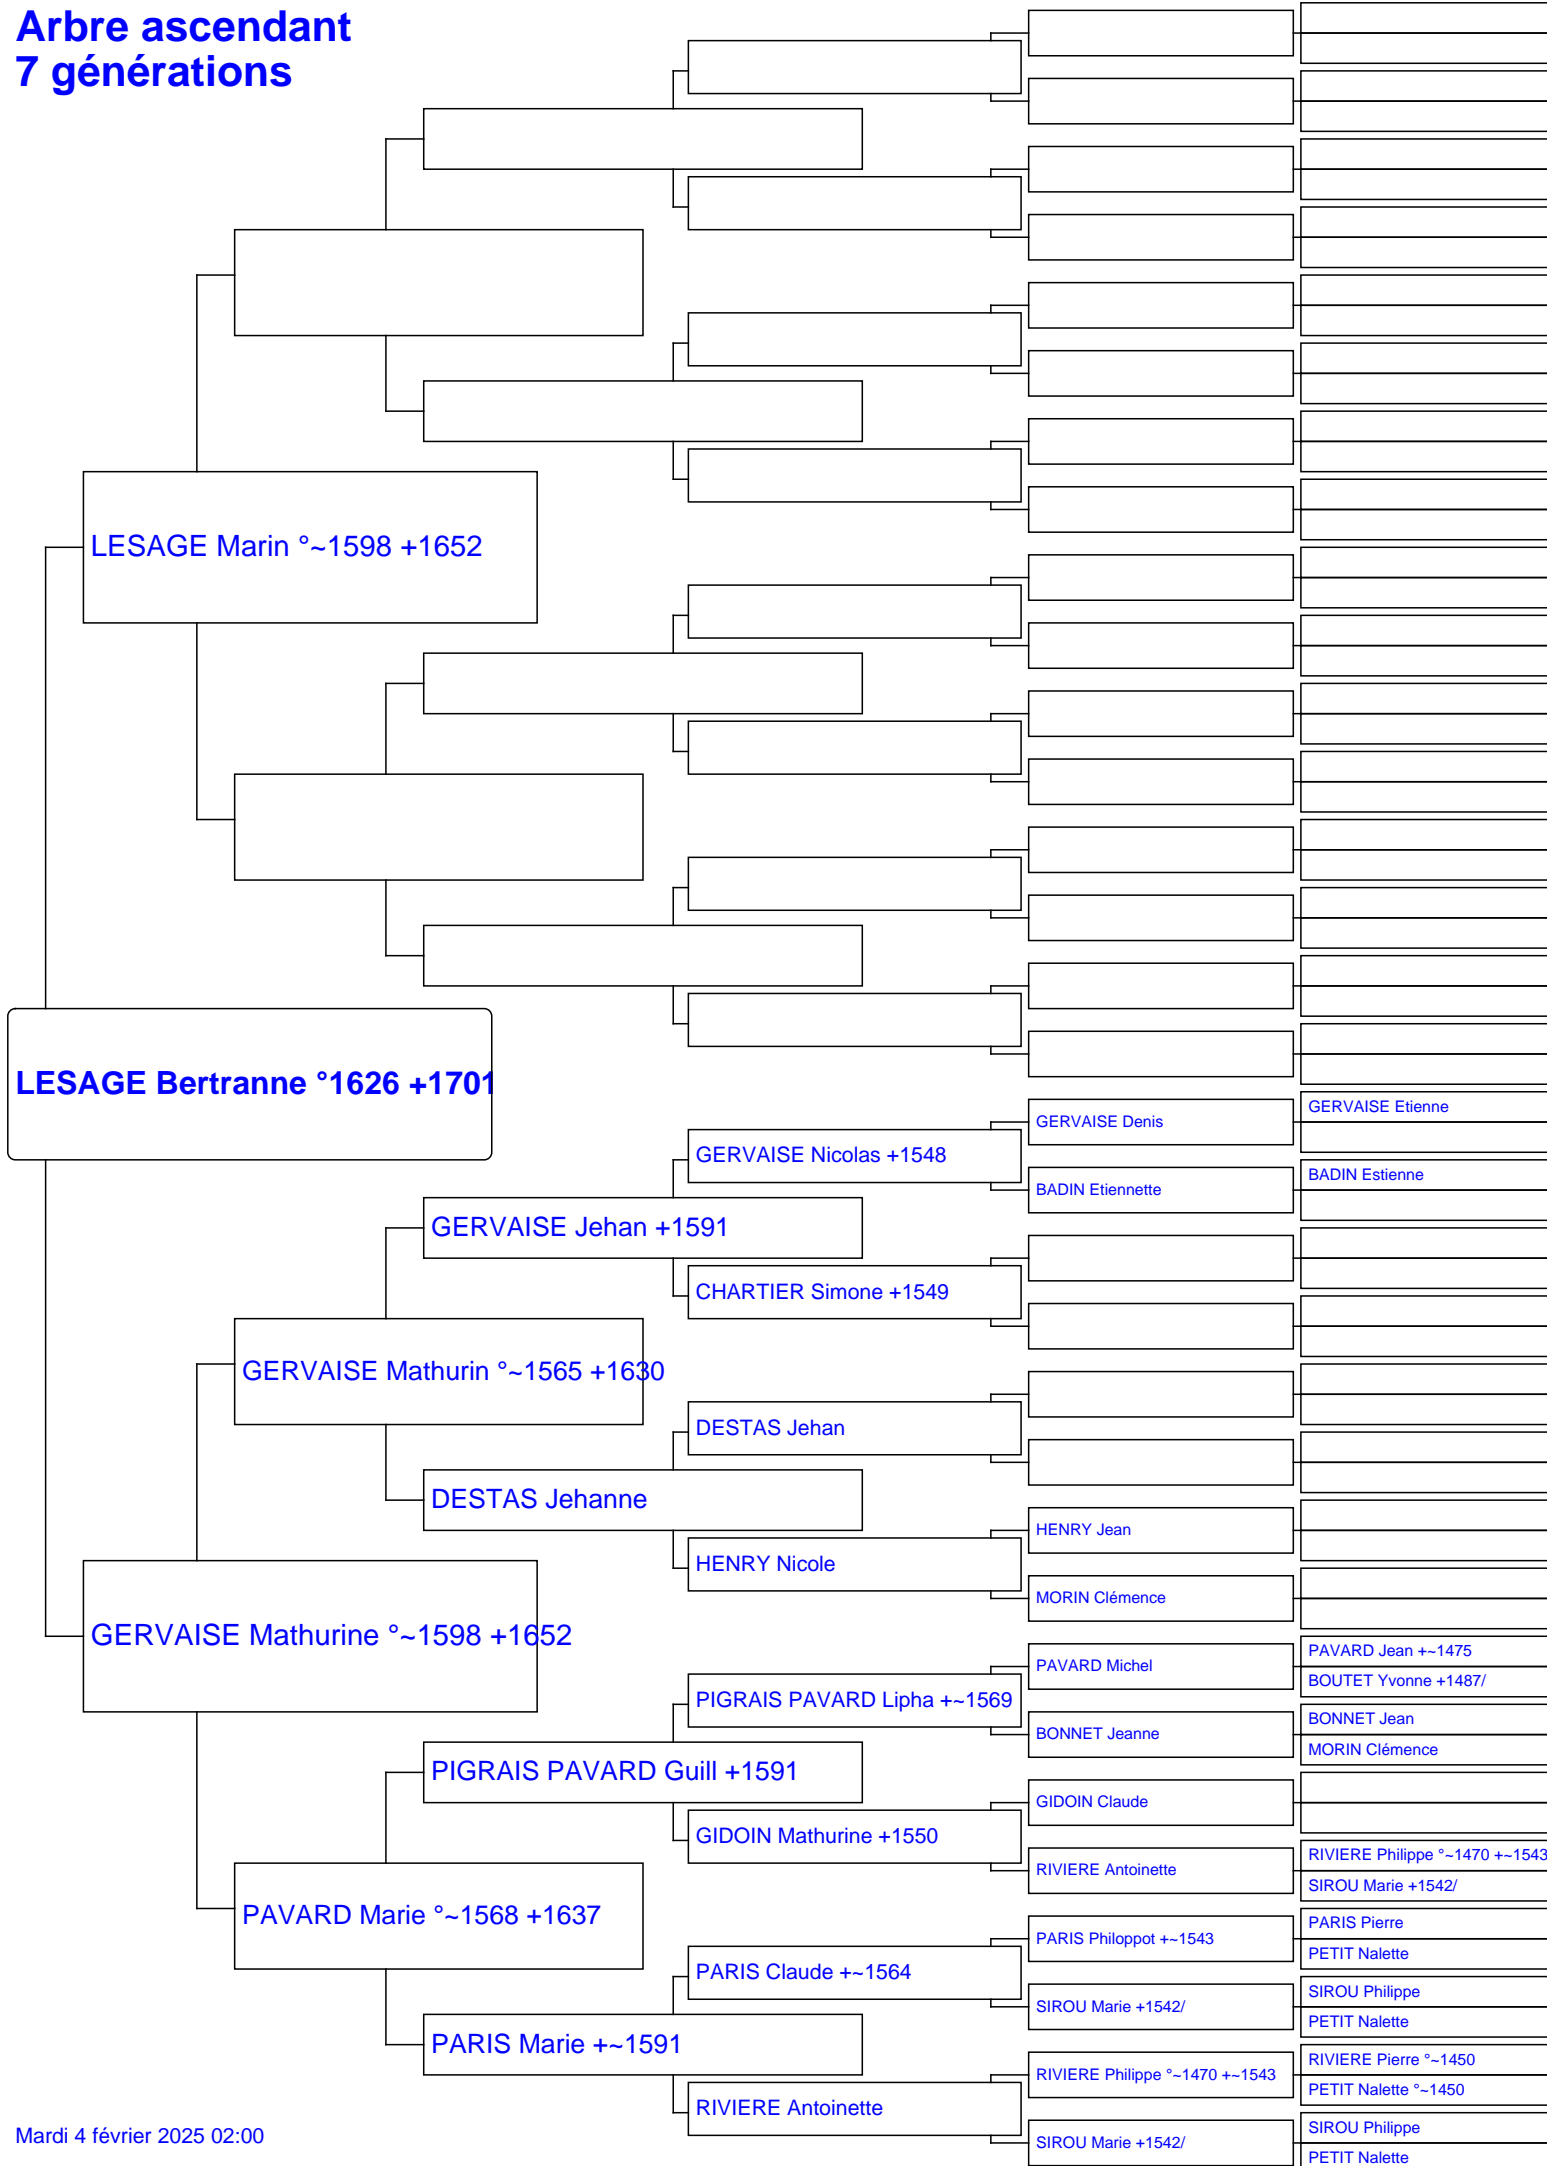 Arbre ascendant
7 générations
LESAGE Marin °~1598 +1652
LESAGE Bertranne °1626 +1701
GERVAISE Etienne
GERVAISE Denis
GERVAISE Nicolas +1548
BADIN Estienne
BADIN Etiennette
GERVAISE Jehan +1591
CHARTIER Simone +1549
GERVAISE Mathurin °~1565 +1630
DESTAS Jehan
DESTAS Jehanne
HENRY Jean
HENRY Nicole
MORIN Clémence
GERVAISE Mathurine °~1598 +1652
PAVARD Jean +~1475
PAVARD Michel
BOUTET Yvonne +1487/
PIGRAIS PAVARD Lipha +~1569
BONNET Jean
BONNET Jeanne
MORIN Clémence
PIGRAIS PAVARD Guill +1591
GIDOIN Claude
GIDOIN Mathurine +1550
RIVIERE Philippe °~1470 +~1543
RIVIERE Antoinette
SIROU Marie +1542/
PAVARD Marie °~1568 +1637
PARIS Pierre
PARIS Philoppot +~1543
PETIT Nalette
PARIS Claude +~1564
SIROU Philippe
SIROU Marie +1542/
PETIT Nalette
PARIS Marie +~1591
RIVIERE Pierre °~1450
RIVIERE Philippe °~1470 +~1543
PETIT Nalette °~1450
RIVIERE Antoinette
SIROU Philippe
SIROU Marie +1542/
PETIT Nalette
Mardi 4 février 2025 02:00